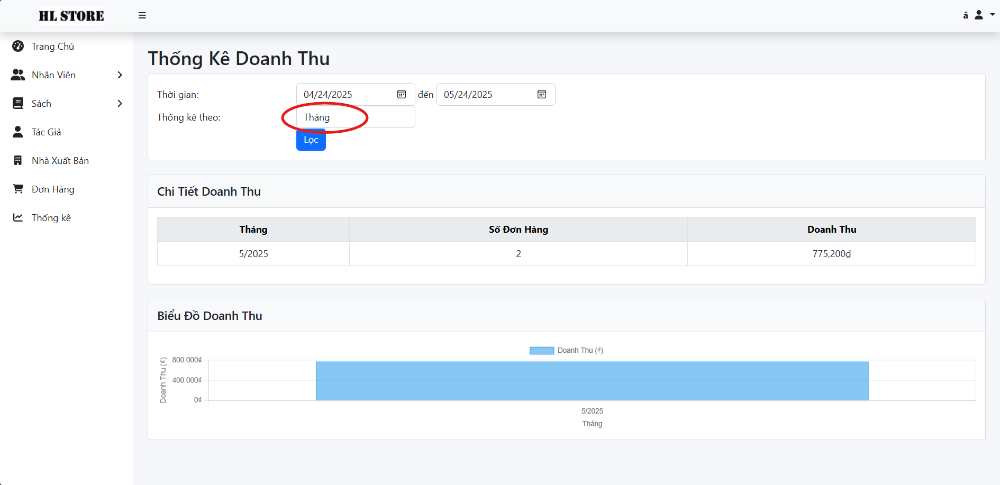 HL STORE
â
Trang Chủ
Nhân Viên
Sách
Tác Giả
Nhà Xuất Bản
Đơn Hàng
Thống kê
Thống Kê Doanh Thu
Thời gian: 04/24/2025 đến 05/24/2025
Thống kê theo: Tháng
Lọc
Chi Tiết Doanh Thu
Tháng Số Đơn Hàng Doanh Thu
5/2025 2 775,200₫
Biểu Đồ Doanh Thu
Doanh Thu (₫)
Doanh Thu (₫)
800.000₫
400.000₫
0₫
5/2025
Tháng